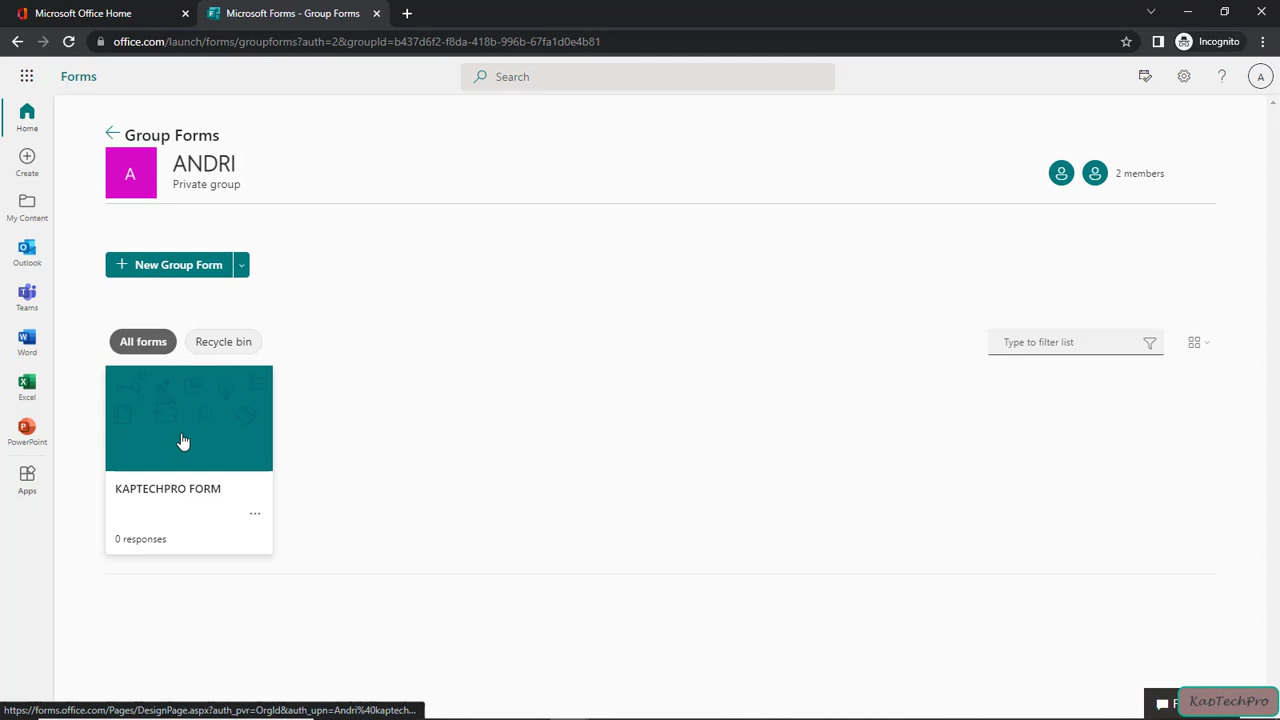 Microsoft Office Home
Microsoft Forms - Group Forms
office.com/launch/forms/groupforms?auth=2&groupId=b437d6f2-f8da-418b-996b-67fa1d0e4b81
Incognito
Forms
Search
A
Home
Create
My Content
Outlook
Teams
Word
Excel
PowerPoint
Apps
Group Forms
A
ANDRI
Private group
2 members
New Group Form
All forms
Recycle bin
Type to filter list
KAPTECHPRO FORM
0 responses
https://forms.office.com/Pages/DesignPage.aspx?auth_pvr=OrgId&auth_upn=Andri%40kaptech...
KabTechPro